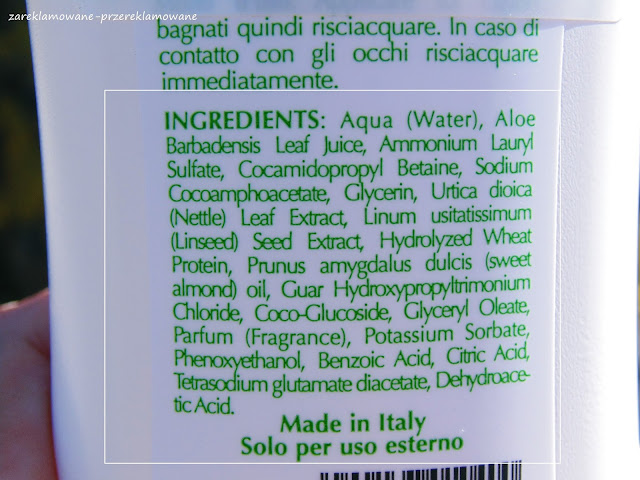 zareklamowane-przereklamowane
bagnati quindi risciacquare. In caso di
contatto con gli occhi risciacquare
immediatamente.
INGREDIENTS: Aqua (Water), Aloe
Barbadensis Leaf Juice, Ammonium Lauryl
Sulfate, Cocamidopropyl Betaine, Sodium
Cocoamphoacetate, Glycerin, Urtica dioica
(Nettle) Leaf Extract, Linum usitatissimum
(Linseed) Seed Extract, Hydrolyzed Wheat
Protein, Prunus amygdalus dulcis (sweet
almond) oil, Guar Hydroxypropyltrimonium
Chloride, Coco-Glucoside, Glyceryl Oleate,
Parfum (Fragrance), Potassium Sorbate,
Phenoxyethanol, Benzoic Acid, Citric Acid,
Tetrasodium glutamate diacetate, Dehydroace-
tic Acid.
Made in Italy
Solo per uso esterno